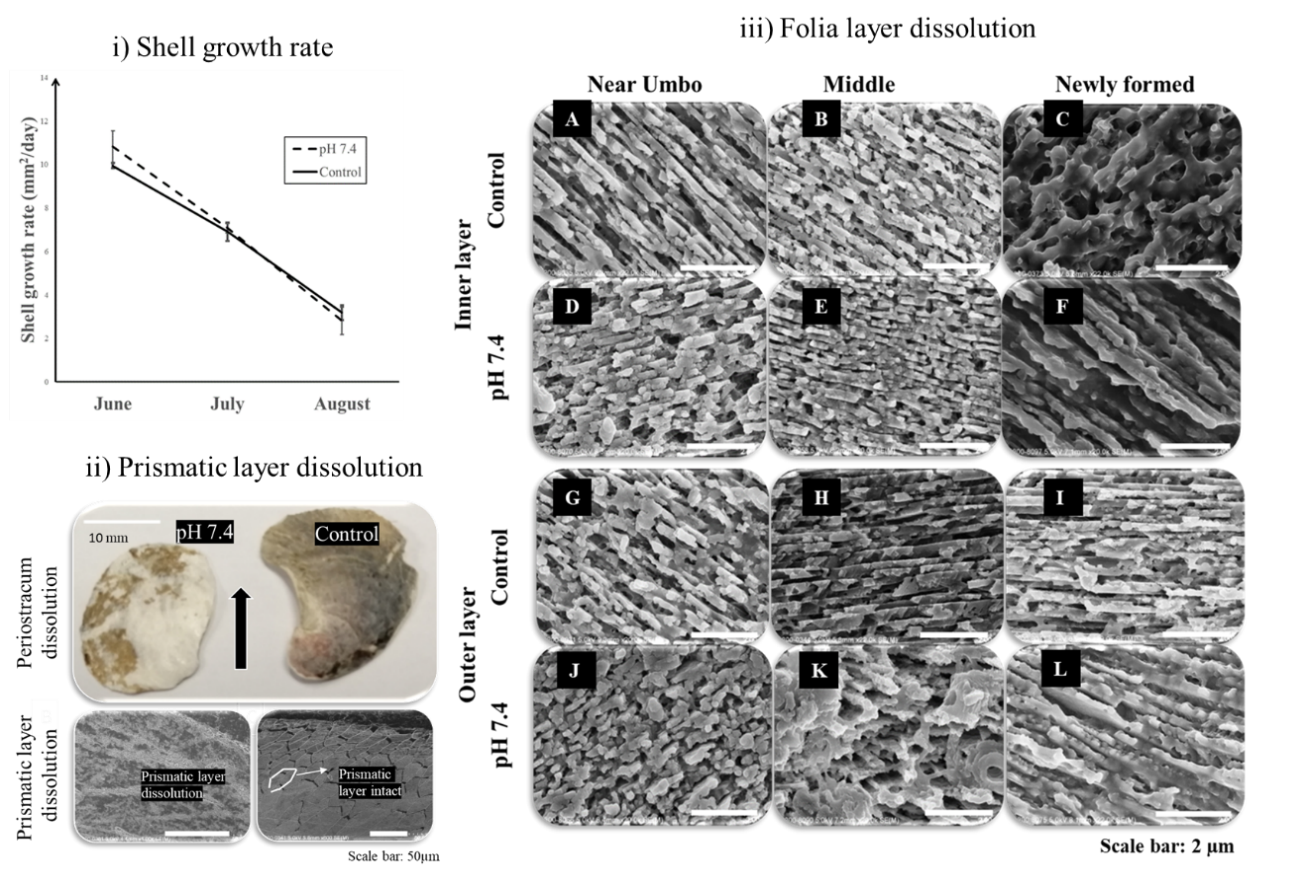 i) Shell growth rate
14
12
10
8
6
4
2
0
Shell growth rate (mm²/day)
pH 7.4
Control
June July August
ii) Prismatic layer dissolution
Periostracum
dissolution
10 mm
pH 7.4
Control
Prismatic layer
dissolution
Prismatic layer
dissolution
Prismatic
layer intact
Scale bar: 50μm
iii) Folia layer dissolution
Near Umbo Middle Newly formed
Inner layer
Control
A B C
pH 7.4
D E F
Outer layer
Control
G H I
pH 7.4
J K L
Scale bar: 2 μm